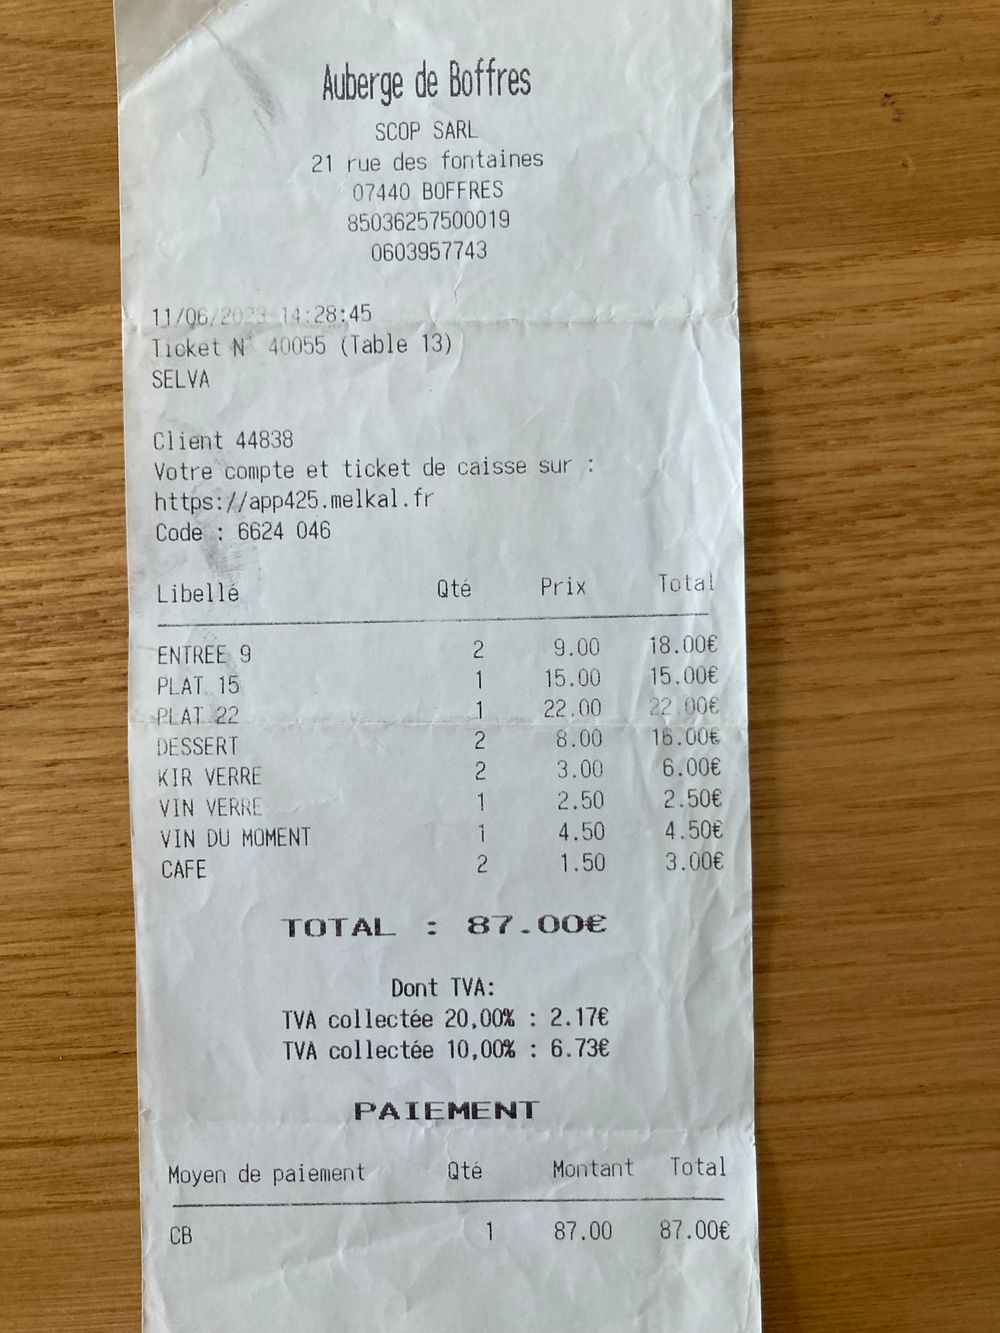 Auberge de Boffres
SCOP SARL
21 rue des fontaines
07440 BOFFRES
85036257500019
0603957743
11/06/2023 14:28:45
Ticket N° 40055 (Table 13)
SELVA
Client 44838
Votre compte et ticket de caisse sur :
https://app425.melkal.fr
Code : 6624 046
Libellé Qté Prix Total
ENTREE 9 2 9.00 18.00€
PLAT 15 1 15.00 15.00€
PLAT 22 1 22.00 22.00€
DESSERT 2 8.00 16.00€
KIR VERRE 2 3.00 6.00€
VIN VERRE 1 2.50 2.50€
VIN DU MOMENT 1 4.50 4.50€
CAFE 2 1.50 3.00€
TOTAL : 87.00€
Dont TVA:
TVA collectée 20,00% : 2.17€
TVA collectée 10,00% : 6.73€
PAIEMENT
Moyen de paiement Qté Montant Total
CB 1 87.00 87.00€